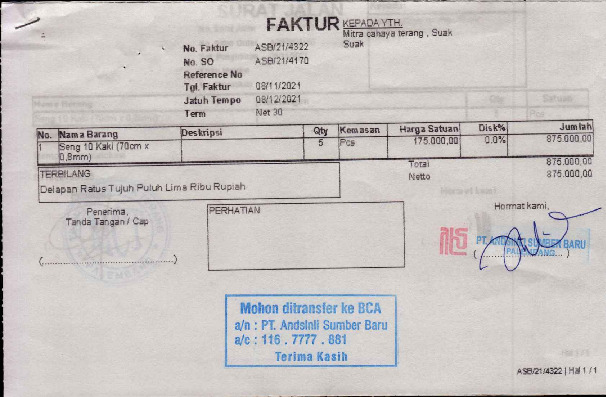 FAKTUR
KEPADA YTH.
Mitra cahaya terang , Suak
Suak
No. Faktur ASB/21/4322
No. SO ASB/21/4170
Reference No
Tgl. Faktur 08/11/2021
Jatuh Tempo 08/12/2021
Term Net 30
No. Nama Barang Deskripsi Qty Kemasan Harga Satuan Disk% Jumlah
1 Seng 10 Kaki (70cm x 5 Pcs 175.000,00 0.0% 875.000,00
0,8mm)
Total 875.000,00
Netto 875.000,00
TERBILANG
Delapan Ratus Tujuh Puluh Lima Ribu Rupiah
Penerima,
Tanda Tangan / Cap
(.................................)
PERHATIAN
Hormat kami,
PT. ANDSINLI SUMBER BARU
PALEMBANG
Mohon ditransfer ke BCA
a/n : PT. Andsinli Sumber Baru
a/c : 116 . 7777 . 881
Terima Kasih
ASB/21/4322 | Hal 1 / 1